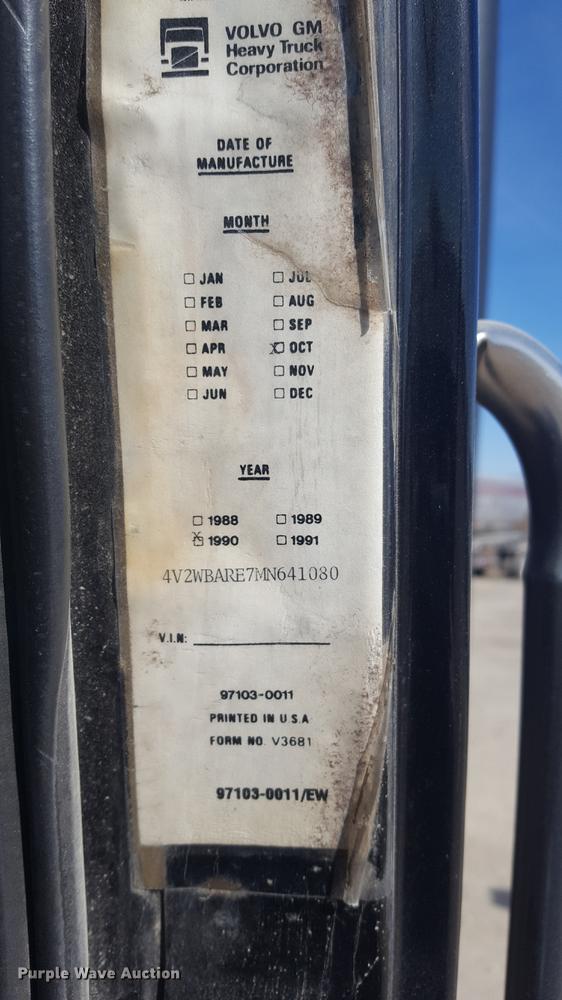 VOLVO GM
Heavy Truck
Corporation
DATE OF
MANUFACTURE
MONTH
☐ JAN ☐ JUL
☐ FEB ☐ AUG
☐ MAR ☐ SEP
☐ APR X☐ OCT
☐ MAY ☐ NOV
☐ JUN ☐ DEC
YEAR
☐ 1988 ☐ 1989
X☐ 1990 ☐ 1991
4V2WBARE7MN641080
V.I.N:
97103-0011
PRINTED IN U.S.A
FORM NO. V3681
97103-0011/EW
Purple Wave Auction